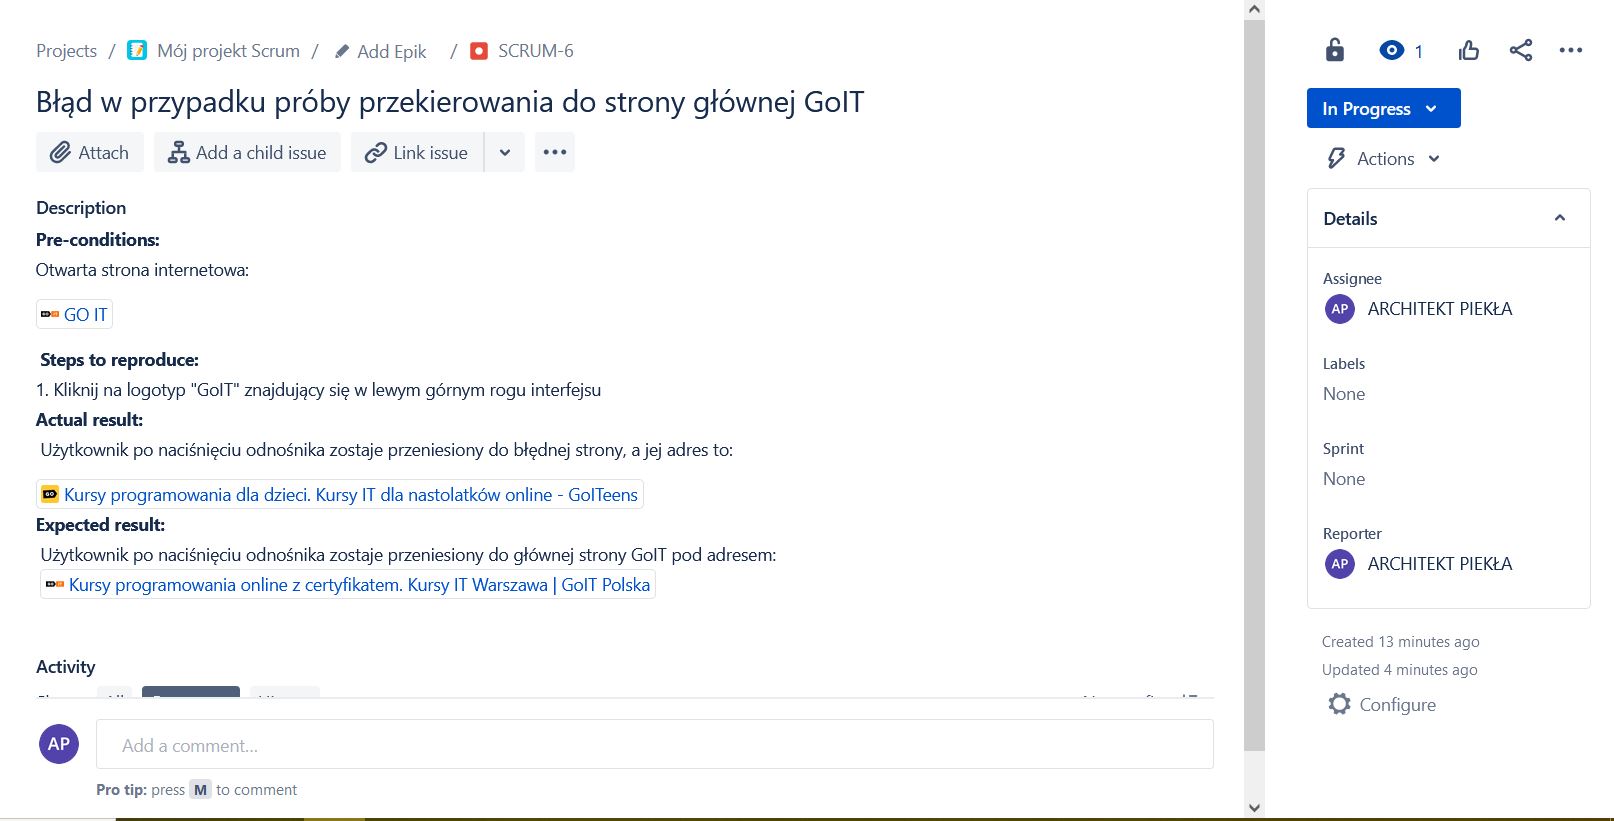 Projects / Mój projekt Scrum / Add Epik / SCRUM-6
1
Błąd w przypadku próby przekierowania do strony głównej GoIT
In Progress
Attach
Add a child issue
Link issue
Actions
Description
Pre-conditions:
Otwarta strona internetowa:
GO IT
Steps to reproduce:
1. Kliknij na logotyp "GoIT" znajdujący się w lewym górnym rogu interfejsu
Actual result:
Użytkownik po naciśnięciu odnośnika zostaje przeniesiony do błędnej strony, a jej adres to:
GO Kursy programowania dla dzieci. Kursy IT dla nastolatków online - GoITeens
Expected result:
Użytkownik po naciśnięciu odnośnika zostaje przeniesiony do głównej strony GoIT pod adresem:
Kursy programowania online z certyfikatem. Kursy IT Warszawa | GoIT Polska
Activity
AP
Add a comment...
Pro tip: press M to comment
Details
Assignee
AP ARCHITEKT PIEKŁA
Labels
None
Sprint
None
Reporter
AP ARCHITEKT PIEKŁA
Created 13 minutes ago
Updated 4 minutes ago
Configure